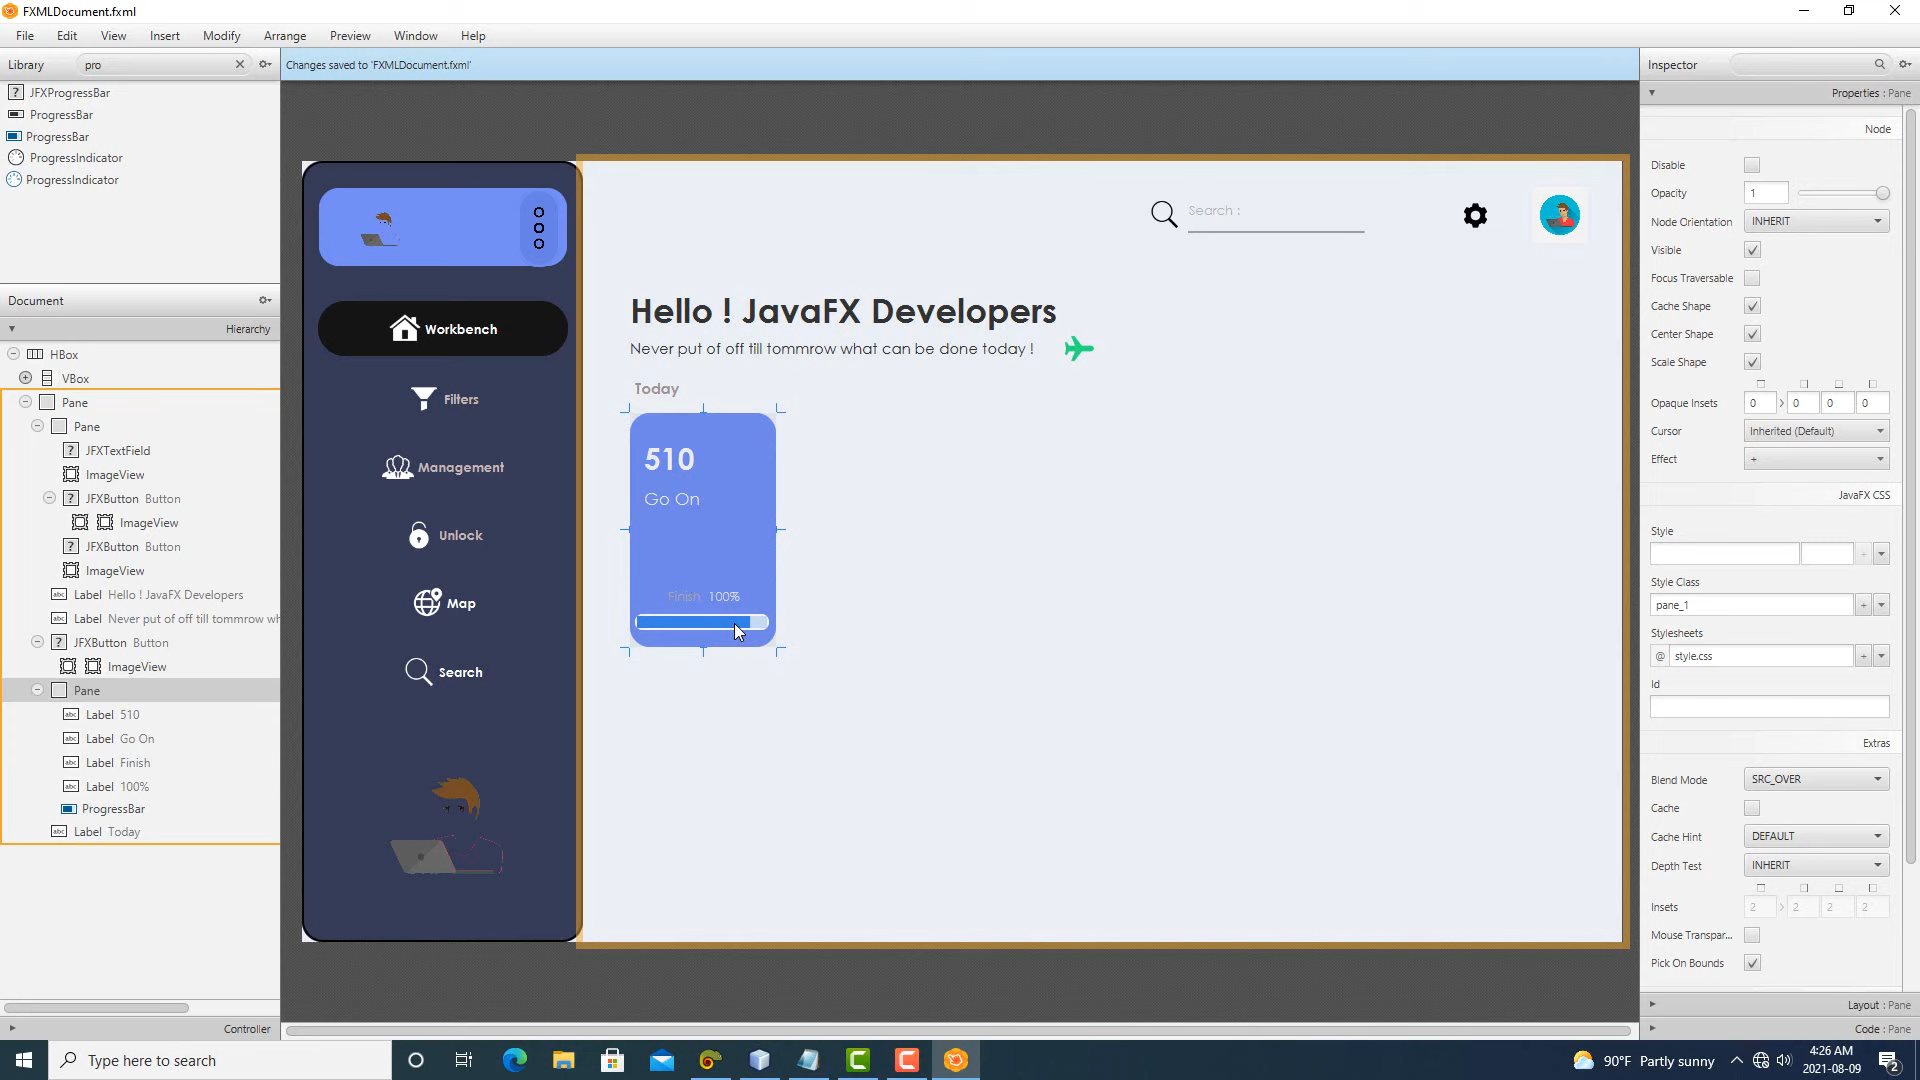 FXMLDocument.fxml
File Edit View Insert Modify Arrange Preview Window Help
Library pro
JFXProgressBar
ProgressBar
ProgressBar
ProgressIndicator
ProgressIndicator
Document
Hierarchy
HBox
VBox
Pane
Pane
JFXTextField
ImageView
JFXButton Button
ImageView
JFXButton Button
ImageView
Label Hello ! JavaFX Developers
Label Never put of off till tommrow wh
JFXButton Button
ImageView
Pane
Label 510
Label Go On
Label Finish
Label 100%
ProgressBar
Label Today
Controller
Changes saved to 'FXMLDocument.fxml'
Workbench
Filters
Management
Unlock
Map
Search
Search :
Hello ! JavaFX Developers
Never put of off till tommrow what can be done today !
Today
510
Go On
Finish 100%
Inspector
Properties : Pane
Node
Disable
Opacity 1
Node Orientation INHERIT
Visible
Focus Traversable
Cache Shape
Center Shape
Scale Shape
Opaque Insets 0 0 0 0
Cursor Inherited (Default)
Effect +
JavaFX CSS
Style
Style Class
pane_1
Stylesheets
@ style.css
Id
Extras
Blend Mode SRC_OVER
Cache
Cache Hint DEFAULT
Depth Test INHERIT
Insets 2 2 2 2
Mouse Transpar...
Pick On Bounds
Layout : Pane
Code : Pane
Type here to search
90°F Partly sunny
4:26 AM
2021-08-09
2